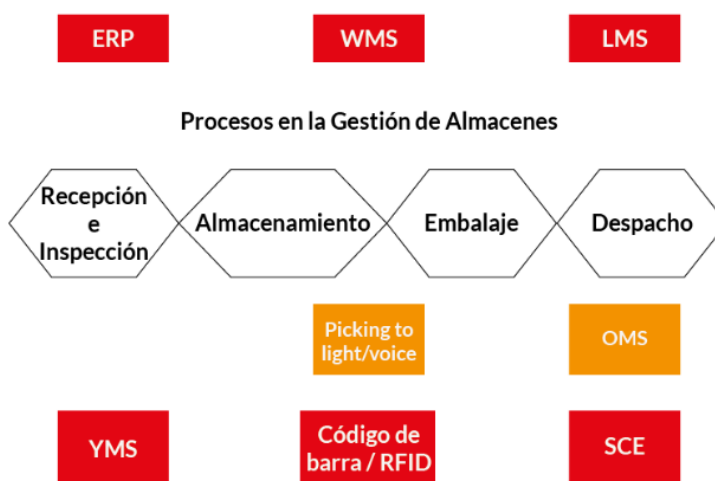 ERP
WMS
LMS
Procesos en la Gestión de Almacenes
Recepción
e
Inspección
Almacenamiento
Embalaje
Despacho
Picking to
light/voice
OMS
YMS
Código de
barra / RFID
SCE